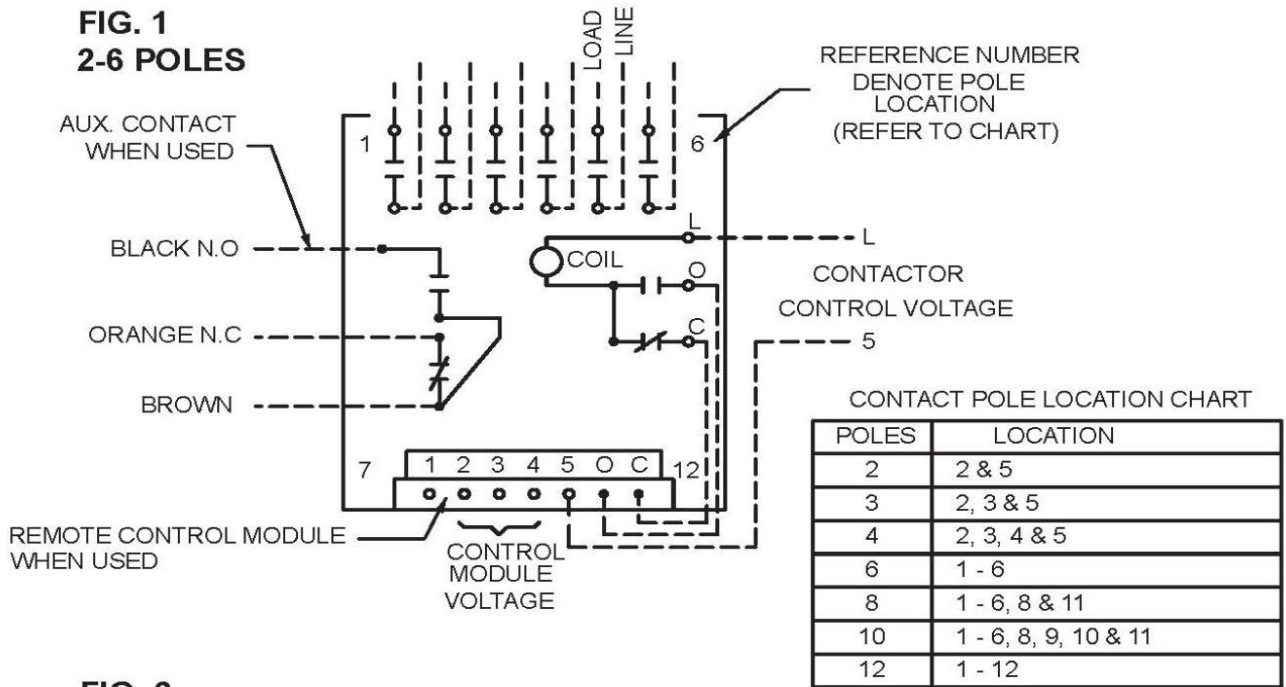 FIG. 1
2-6 POLES
LOAD
LINE
REFERENCE NUMBER
DENOTE POLE
LOCATION
(REFER TO CHART)
AUX. CONTACT
WHEN USED
1
6
BLACK N.O
ORANGE N.C
BROWN
COIL
L
O
C
L
CONTACTOR
CONTROL VOLTAGE
5
7
1 2 3 4 5 O C
12
REMOTE CONTROL MODULE
WHEN USED
CONTROL
MODULE
VOLTAGE
CONTACT POLE LOCATION CHART
POLES LOCATION
2 2 & 5
3 2, 3 & 5
4 2, 3, 4 & 5
6 1 - 6
8 1 - 6, 8 & 11
10 1 - 6, 8, 9, 10 & 11
12 1 - 12